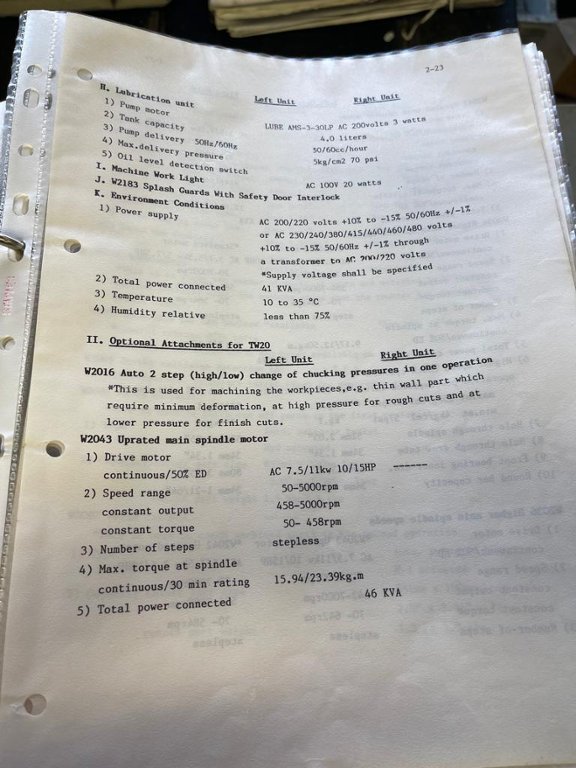 2-23
H. Lubrication unit Left Unit Right Unit
1) Pump motor LUBE AMS-3-30LP AC 200volts 3 watts
2) Tank capacity 4.0 liters
3) Pump delivery 50Hz/60Hz 50/60cc/hour
4) Max.delivery pressure 5kg/cm2 70 psi
5) Oil level detection switch
I. Machine Work Light AC 100V 20 watts
J. W2183 Splash Guards With Safety Door Interlock
K. Environment Conditions
1) Power supply AC 200/220 volts +10% to -15% 50/60Hz +/-1%
or AC 230/240/380/415/440/460/480 volts
+10% to -15% 50/60Hz +/-1% through
a transformer to AC 200/220 volts
*Supply voltage shall be specified
2) Total power connected 41 KVA
3) Temperature 10 to 35 °C
4) Humidity relative less than 75%
II. Optional Attachments for TW20
Left Unit Right Unit
W2016 Auto 2 step (high/low) change of chucking pressures in one operation
*This is used for machining the workpieces,e.g. thin wall part which
require minimum deformation, at high pressure for rough cuts and at
lower pressure for finish cuts.
W2043 Uprated main spindle motor
1) Drive motor
continuous/50% ED AC 7.5/11kw 10/15HP ------
2) Speed range 50-5000rpm
constant output 458-5000rpm
constant torque 50- 458rpm
3) Number of steps stepless
4) Max. torque at spindle
continuous/30 min rating 15.94/23.39kg.m
5) Total power connected 46 KVA